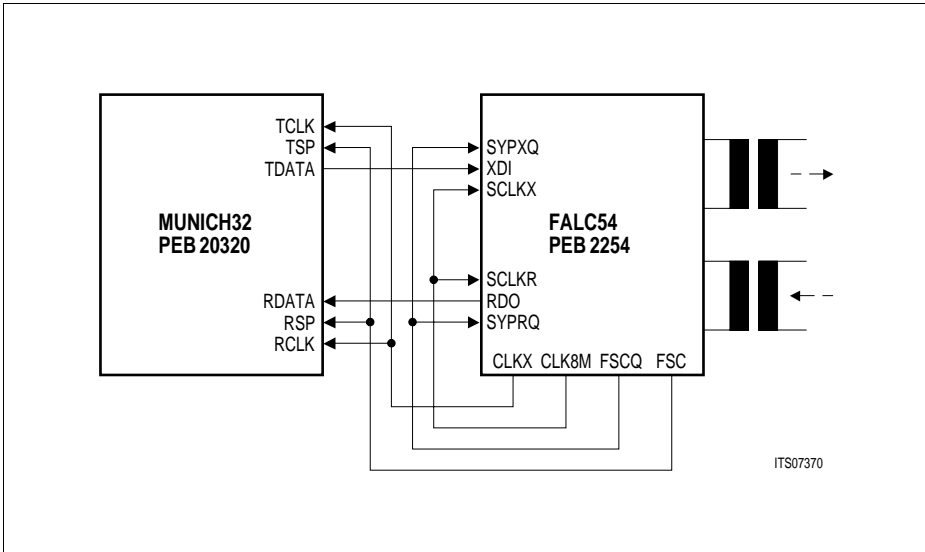 TCLK
TSP
TDATA
MUNICH32
PEB 20320
RDATA
RSP
RCLK
SYPXQ
XDI
SCLKX
FALC54
PEB 2254
SCLKR
RDO
SYPRQ
CLKX CLK8M FSCQ FSC
ITS07370